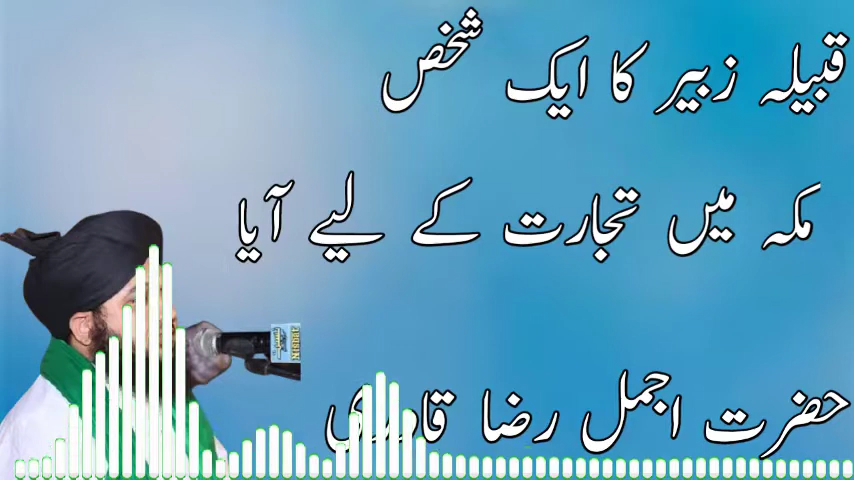 قبیلہ زبیر کا ایک شخص
مکہ میں تجارت کے لیے آیا
حضرت اجمل رضا قادری